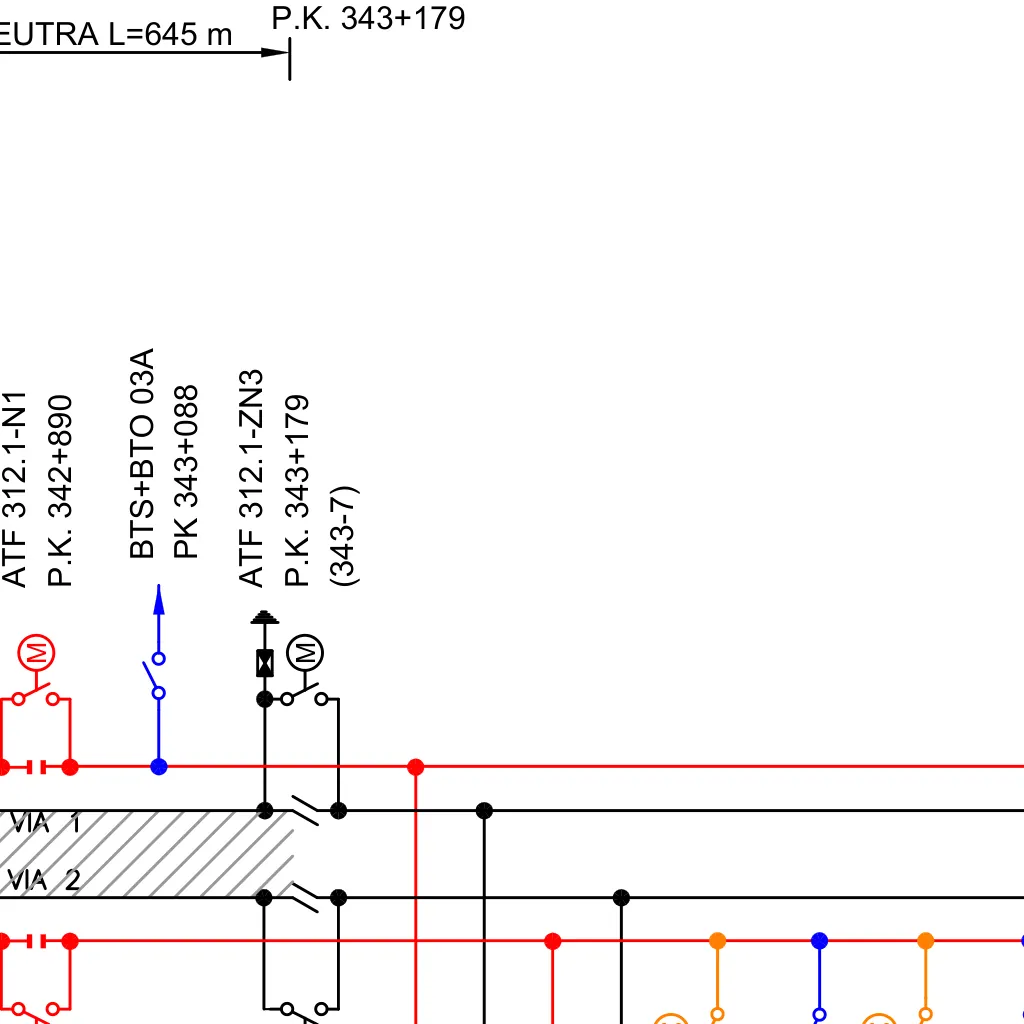 P.K. 343+179
EUTRA L=645 m
ATF 312.1-N1
P.K. 342+890
BTS+BTO 03A
PK 343+088
ATF 312.1-ZN3
P.K. 343+179
(343-7)
M
M
VIA 1
VIA 2